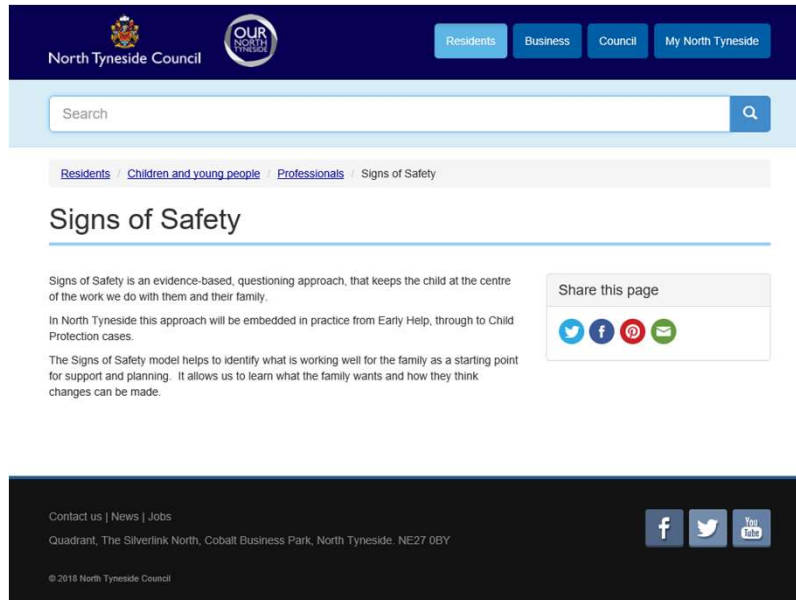 North Tyneside Council
OUR
NORTH
TYNESIDE
Residents
Business
Council
My North Tyneside
Search
Residents / Children and young people / Professionals / Signs of Safety
Signs of Safety
Signs of Safety is an evidence-based, questioning approach, that keeps the child at the centre
of the work we do with them and their family.
In North Tyneside this approach will be embedded in practice from Early Help, through to Child
Protection cases.
The Signs of Safety model helps to identify what is working well for the family as a starting point
for support and planning.  It allows us to learn what the family wants and how they think
changes can be made.
Share this page
Contact us | News | Jobs
Quadrant, The Silverlink North, Cobalt Business Park, North Tyneside. NE27 0BY
You
Tube
© 2018 North Tyneside Council